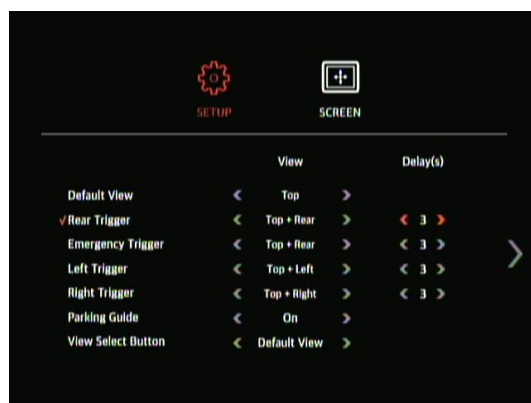 SETUP SCREEN
View Delay(s)
Default View < Top >
√ Rear Trigger < Top + Rear > < 3 >
Emergency Trigger < Top + Rear > < 3 >
Left Trigger < Top + Left > < 3 >
Right Trigger < Top + Right > < 3 >
Parking Guide < On >
View Select Button < Default View >